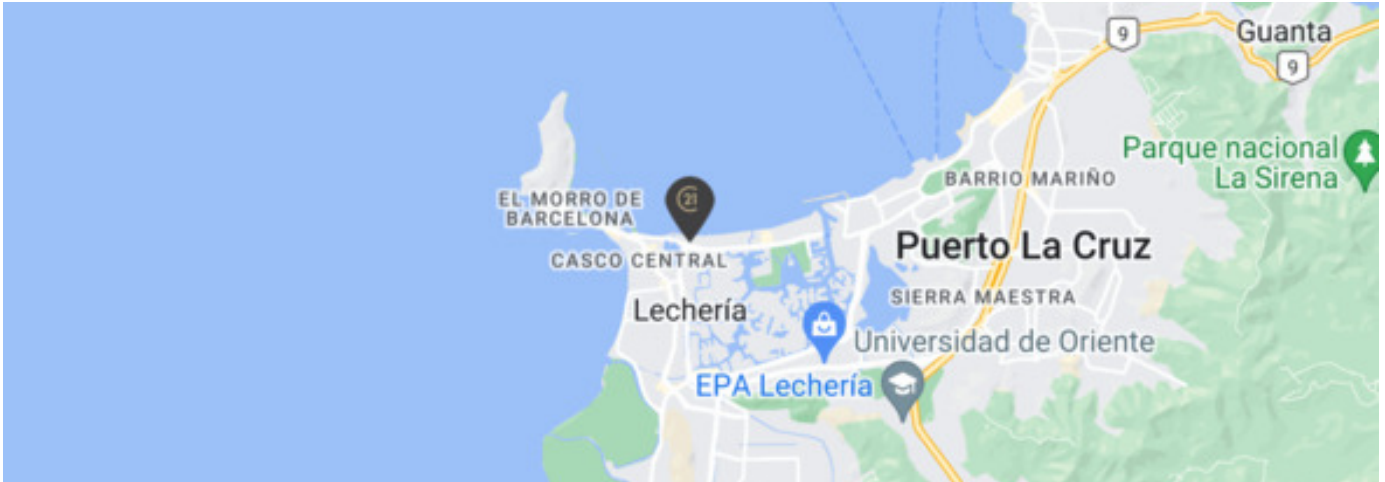 9
Guanta
9
Parque nacional
La Sirena
BARRIO MARIÑO
EL MORRO DE
BARCELONA
21
CASCO CENTRAL
Puerto La Cruz
SIERRA MAESTRA
Lechería
Universidad de Oriente
EPA Lechería